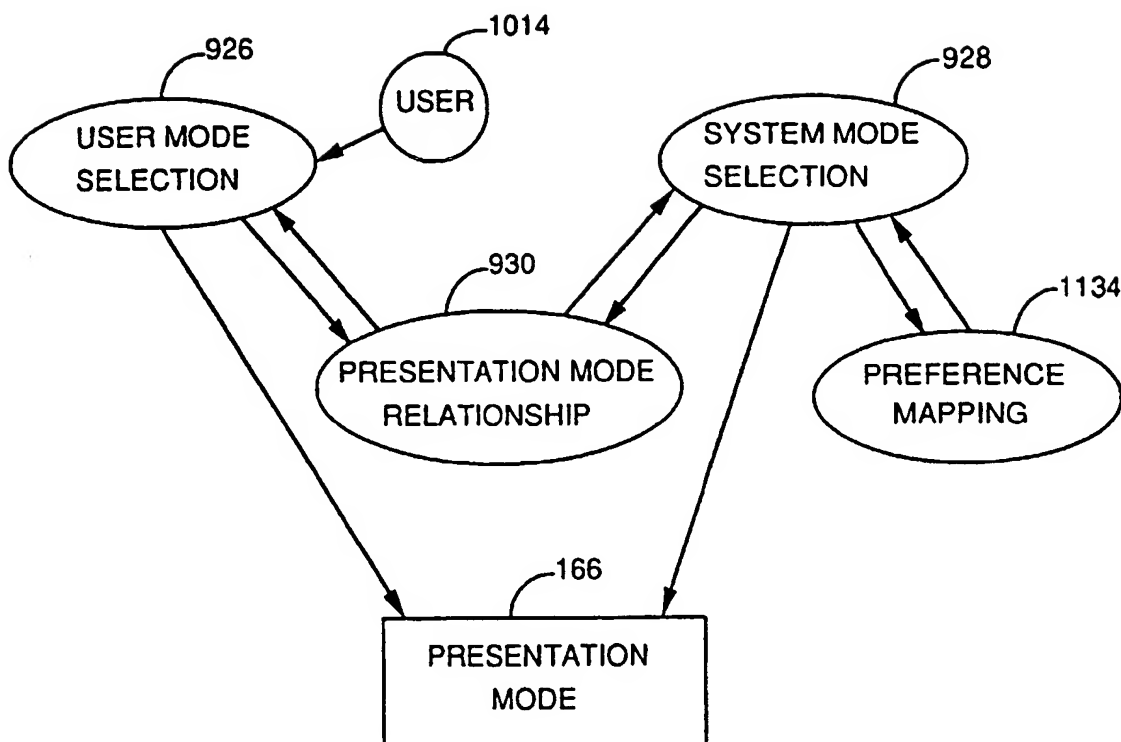 1014
926
928
USER
USER MODE
SELECTION
SYSTEM MODE
SELECTION
930
1134
PRESENTATION MODE
RELATIONSHIP
PREFERENCE
MAPPING
166
PRESENTATION
MODE